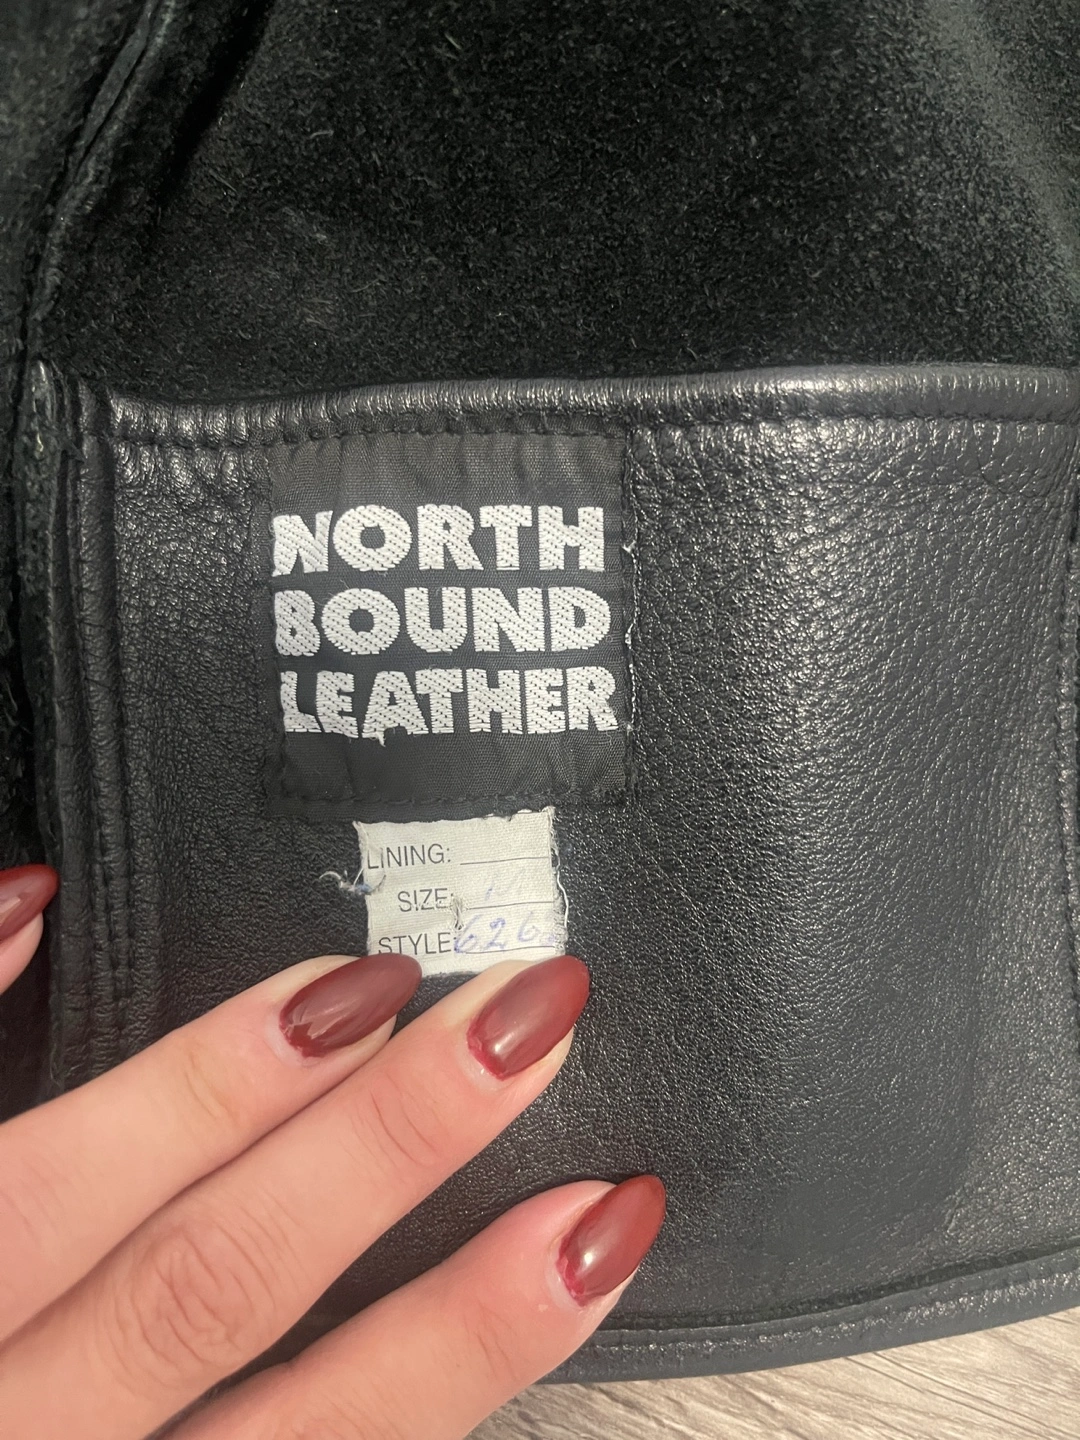 NORTH
BOUND
LEATHER
LINING:
SIZE: M
STYLE